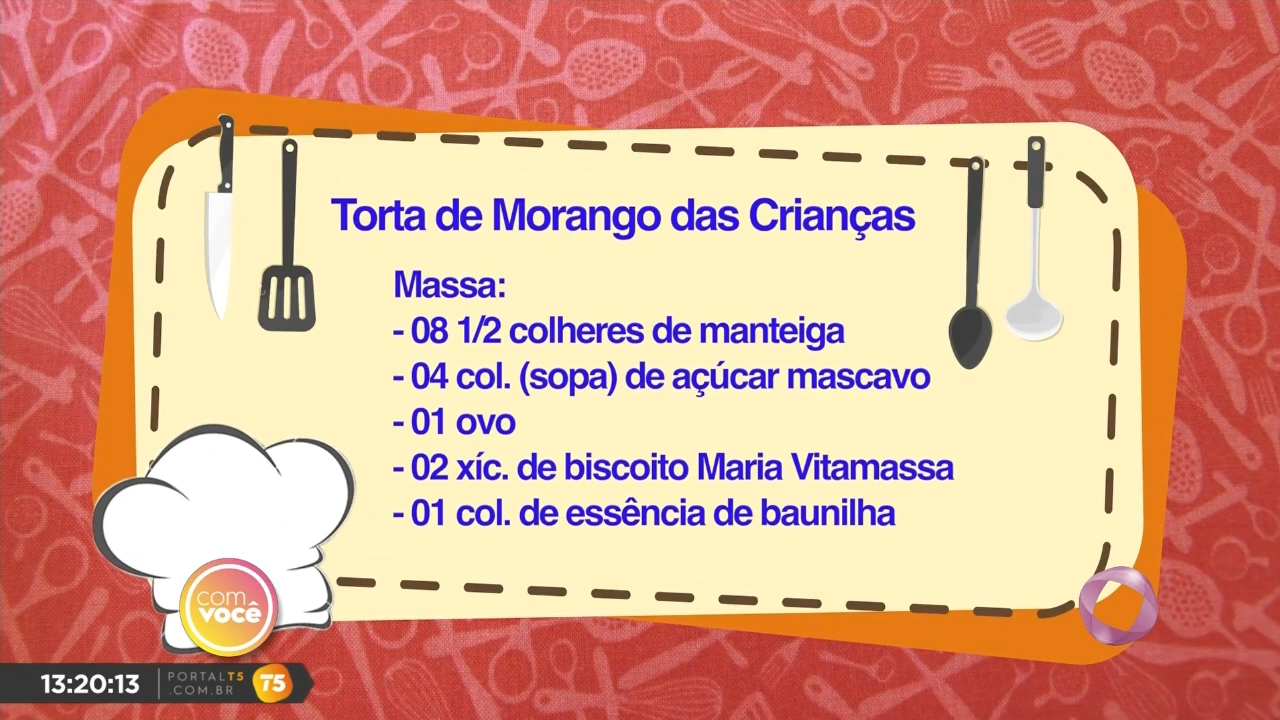 Torta de Morango das Crianças
Massa:
- 08 1/2 colheres de manteiga
- 04 col. (sopa) de açúcar mascavo
- 01 ovo
- 02 xíc. de biscoito Maria Vitamassa
- 01 col. de essência de baunilha
com
você
13:20:13
PORTALT5
.COM.BR
T5